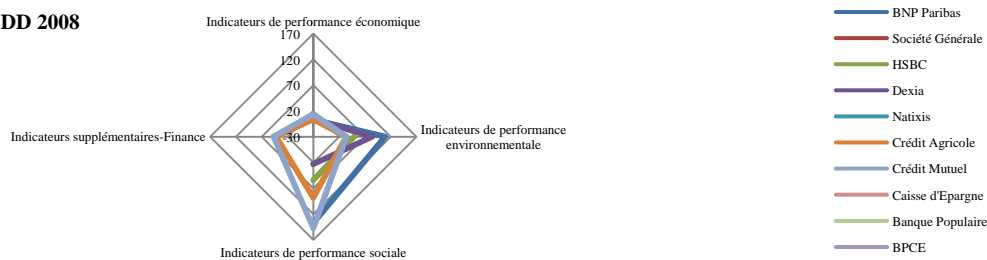 DD 2008
Indicateurs de performance économique
170
120
70
20
-30
Indicateurs supplémentaires-Finance
Indicateurs de performance
environnementale
Indicateurs de performance sociale
BNP Paribas
Société Générale
HSBC
Dexia
Natixis
Crédit Agricole
Crédit Mutuel
Caisse d'Epargne
Banque Populaire
BPCE